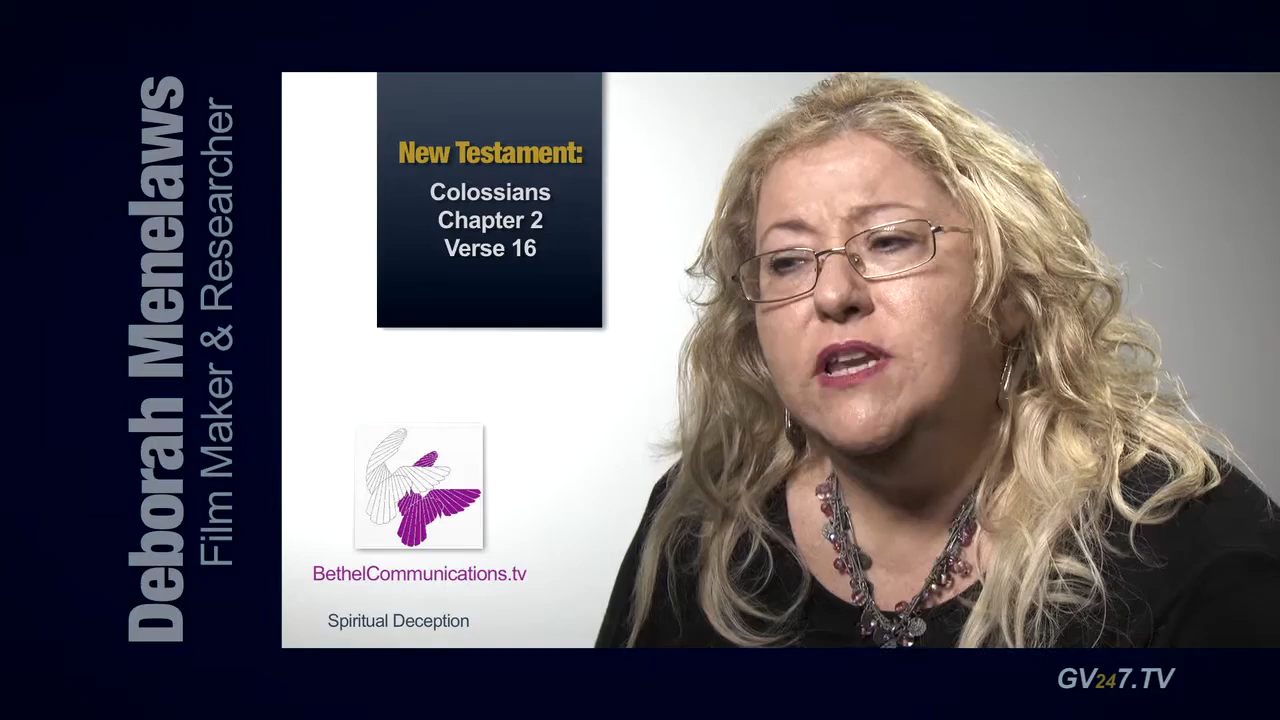 Deborah Menelaws
Film Maker & Researcher
New Testament:
Colossians
Chapter 2
Verse 16
BethelCommunications.tv
Spiritual Deception
GV247.TV